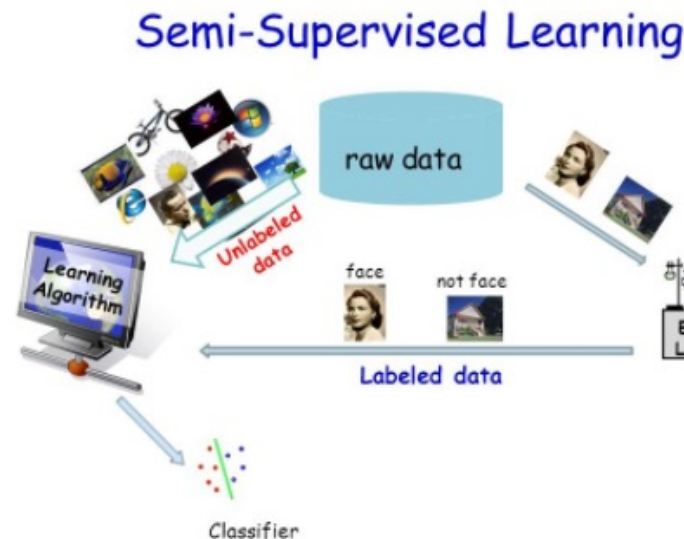 Semi-Supervised Learning
raw data
Unlabeled
data
Learning
Algorithm
face
not face
Labeled data
Classifier